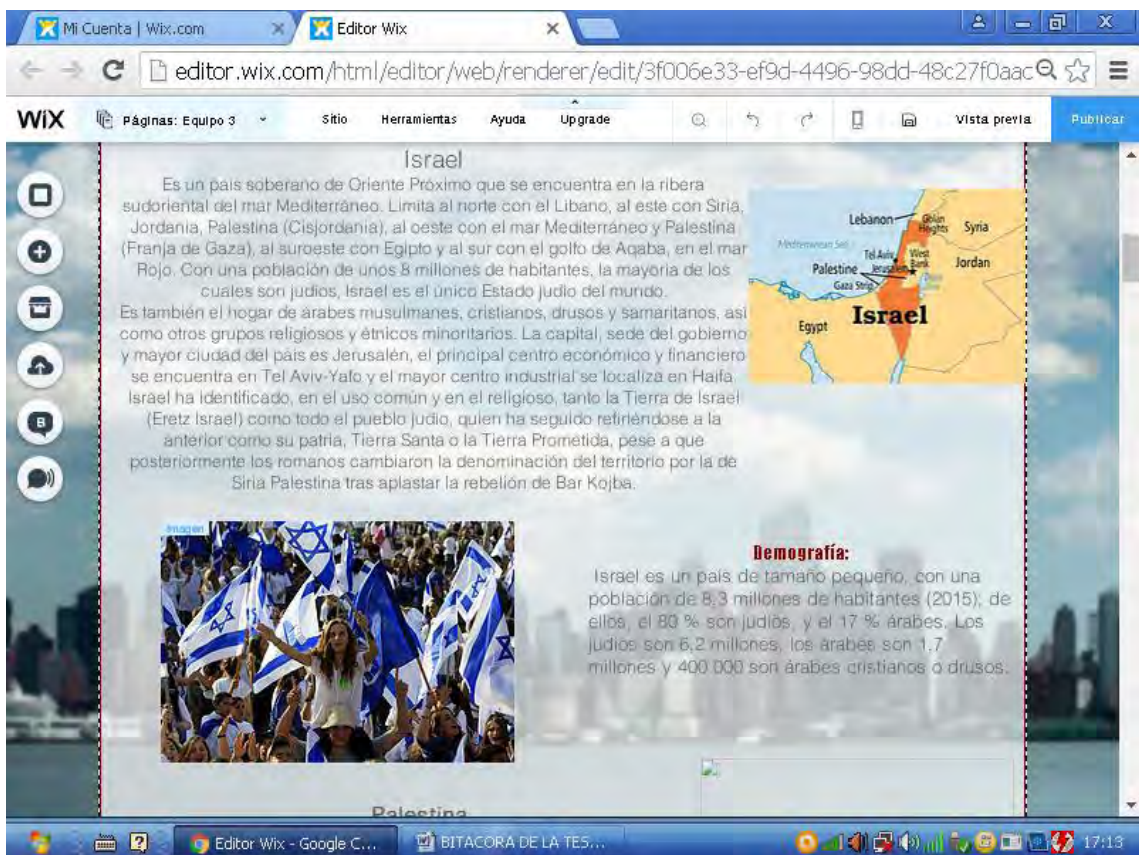 Mi Cuenta | Wix.com
Editor Wix
editor.wix.com/html/editor/web/renderer/edit/3f006e33-ef9d-4496-98dd-48c27f0aac
WiX
Páginas: Equipo 3
Sitio
Herramientas
Ayuda
Upgrade
Vista previa
Publicar
Israel
Es un país soberano de Oriente Próximo que se encuentra en la ribera
sudoriental del mar Mediterráneo. Limita al norte con el Líbano, al este con Siria,
Jordania, Palestina (Cisjordania), al oeste con el mar Mediterráneo y Palestina
(Franja de Gaza), al suroeste con Egipto y al sur con el golfo de Aqaba, en el mar
Rojo. Con una población de unos 8 millones de habitantes, la mayoría de los
cuales son judíos, Israel es el único Estado judío del mundo.
Es también el hogar de árabes musulmanes, cristianos, drusos y samaritanos, así
como otros grupos religiosos y étnicos minoritarios. La capital, sede del gobierno
y mayor ciudad del país es Jerusalén, el principal centro económico y financiero
se encuentra en Tel Aviv-Yafo y el mayor centro industrial se localiza en Haifa
Israel ha identificado, en el uso común y en el religioso, tanto la Tierra de Israel
(Eretz Israel) como todo el pueblo judío, quien ha seguido refiriéndose a la
anterior como su patria, Tierra Santa o la Tierra Prometida, pese a que
posteriormente los romanos cambiaron la denominación del territorio por la de
Siria Palestina tras aplastar la rebelión de Bar Kojba.
Lebanon
Golan
Heights
Syria
Mediterranean Sea
Tel Aviv
West
Bank
Palestine
Jerusalem
Jordan
Gaza Strip
Dead
Sea
Egypt
Israel
Imagen
Demografía:
Israel es un país de tamaño pequeño, con una
población de 8,3 millones de habitantes (2015); de
ellos, el 80 % son judíos, y el 17 % árabes. Los
judíos son 6,2 millones, los árabes son 1,7
millones y 400 000 son árabes cristianos o drusos.
Palestina
Editor Wix - Google C...
BITACORA DE LA TES...
17:13